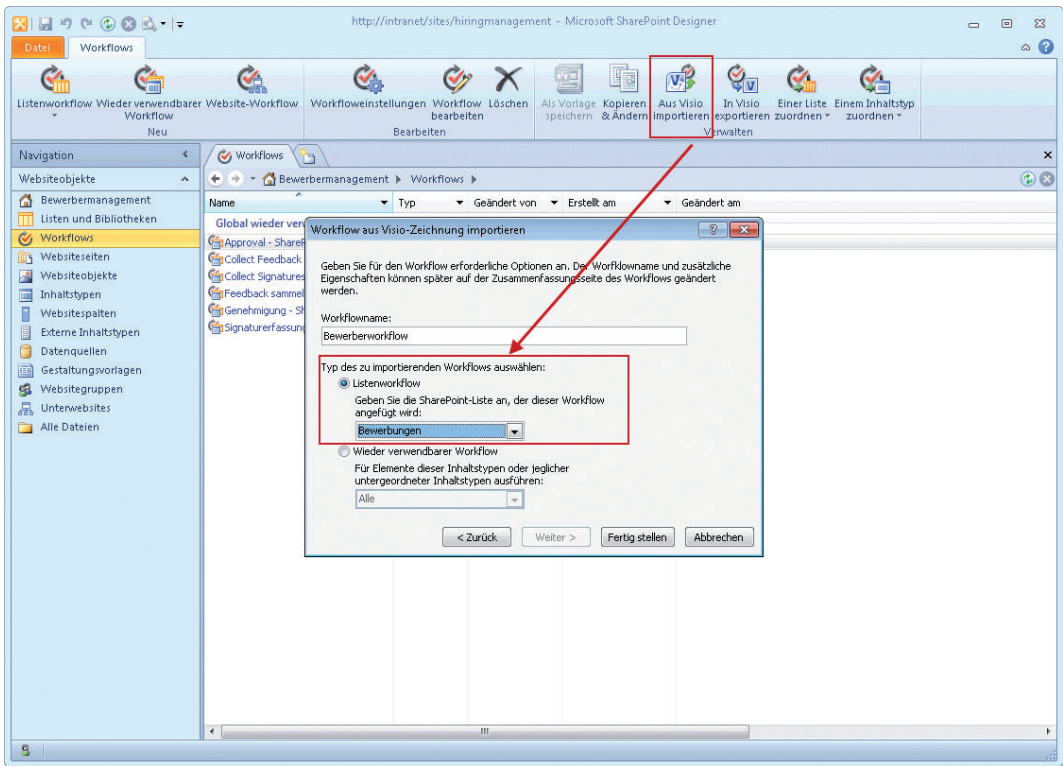 http://intranet/sites/hiringmanagement - Microsoft SharePoint Designer
Datei Workflows
Listenworkflow Wieder verwendbarer Workflow Website-Workflow
Neu
Workfloweinstellungen Workflow bearbeiten Löschen
Bearbeiten
Als Vorlage speichern Kopieren & Ändern Aus Visio importieren In Visio exportieren Einer Liste zuordnen Einem Inhaltstyp zuordnen
Verwalten
Navigation
Websiteobjekte
Bewerbermanagement
Listen und Bibliotheken
Workflows
Websiteseiten
Websiteobjekte
Inhaltstypen
Websitespalten
Externe Inhaltstypen
Datenquellen
Gestaltungsvorlagen
Websitegruppen
Unterwebsites
Alle Dateien
Workflows
Bewerbermanagement Workflows
Name Typ Geändert von Erstellt am Geändert am
Global wieder ver
Approval - Share
Collect Feedback
Collect Signatures
Feedback sammel
Genehmigung - Sh
Signaturerfassun
Workflow aus Visio-Zeichnung importieren
Geben Sie für den Workflow erforderliche Optionen an. Der Worfklowname und zusätzliche
Eigenschaften können später auf der Zusammenfassungsseite des Workflows geändert
werden.
Workflowname:
Bewerberworkflow
Typ des zu importierenden Workflows auswählen:
Listenworkflow
Geben Sie die SharePoint-Liste an, der dieser Workflow
angefügt wird:
Bewerbungen
Wieder verwendbarer Workflow
Für Elemente dieser Inhaltstypen oder jeglicher
untergeordneter Inhaltstypen ausführen:
Alle
< Zurück Weiter > Fertig stellen Abbrechen